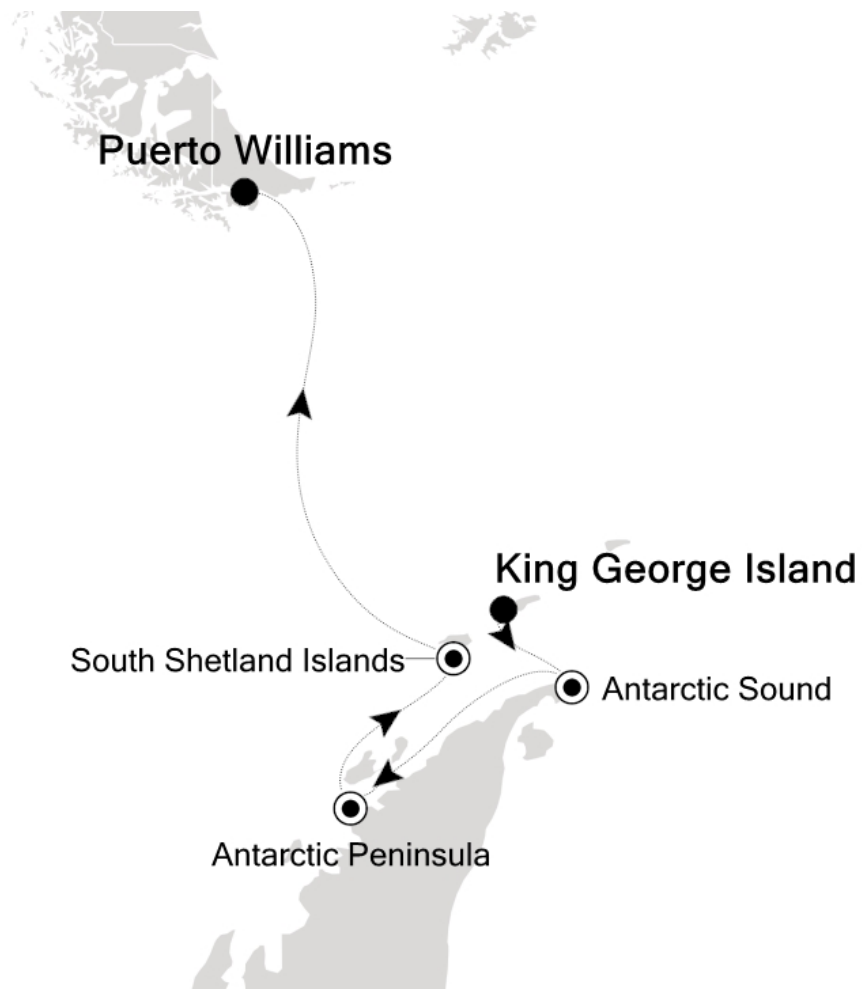 Puerto Williams
King George Island
South Shetland Islands
Antarctic Sound
Antarctic Peninsula